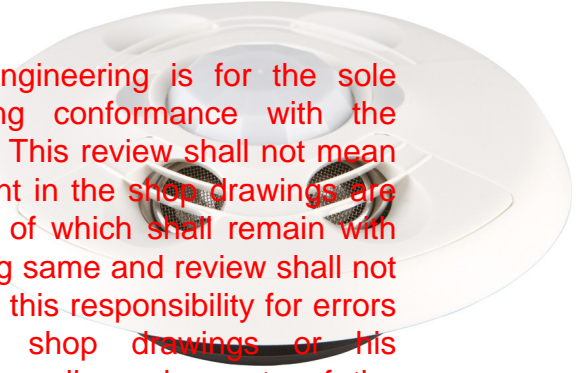 ngineering is for the sole
ng conformance with the
This review shall not mean
nt in the shop drawings are
of which shall remain with
g same and review shall not
this responsibility for errors
shop drawings or his